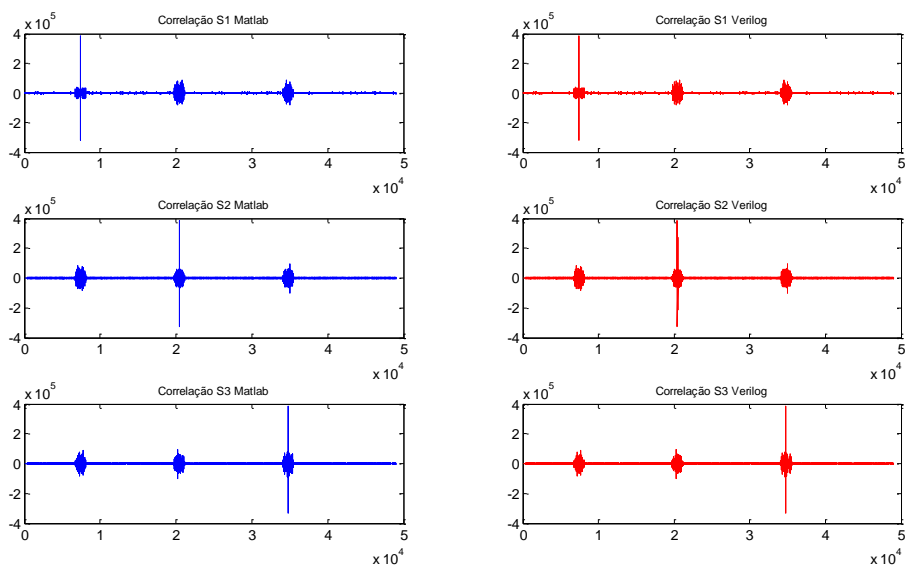 Correlação S1 Matlab
x 10^5
4
2
0
-2
-4
0 1 2 3 4 5
x 10^4
Correlação S1 Verilog
x 10^5
4
2
0
-2
-4
0 1 2 3 4 5
x 10^4
Correlação S2 Matlab
x 10^5
4
2
0
-2
-4
0 1 2 3 4 5
x 10^4
Correlação S2 Verilog
x 10^5
4
2
0
-2
-4
0 1 2 3 4 5
x 10^4
Correlação S3 Matlab
x 10^5
4
2
0
-2
-4
0 1 2 3 4 5
x 10^4
Correlação S3 Verilog
x 10^5
4
2
0
-2
-4
0 1 2 3 4 5
x 10^4